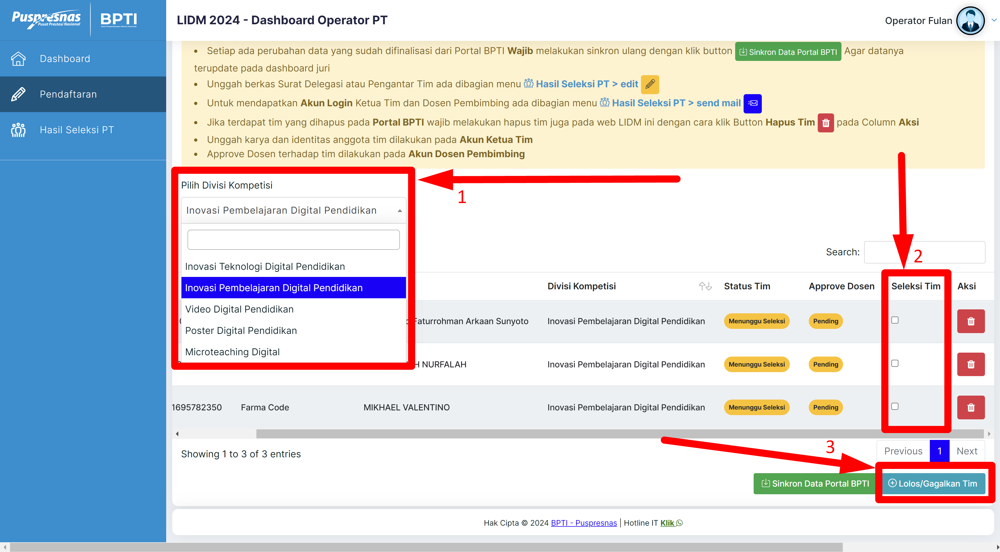 Puspresnas
Pusat Prestasi Nasional
BPTI
Balai Pengembangan Talenta Indonesia
LIDM 2024 - Dashboard Operator PT
Operator Fulan
Dashboard
Pendaftaran
Hasil Seleksi PT
• Setiap ada perubahan data yang sudah difinalisasi dari Portal BPTI Wajib melakukan sinkron ulang dengan klik button Sinkron Data Portal BPTI Agar datanya
terupdate pada dashboard juri
• Unggah berkas Surat Delegasi atau Pengantar Tim ada dibagian menu Hasil Seleksi PT > edit
• Untuk mendapatkan Akun Login Ketua Tim dan Dosen Pembimbing ada dibagian menu Hasil Seleksi PT > send mail
• Jika terdapat tim yang dihapus pada Portal BPTI wajib melakukan hapus tim juga pada web LIDM ini dengan cara klik Button Hapus Tim pada Column Aksi
• Unggah karya dan identitas anggota tim dilakukan pada Akun Ketua Tim
• Approve Dosen terhadap tim dilakukan pada Akun Dosen Pembimbing
Pilih Divisi Kompetisi
1
Inovasi Pembelajaran Digital Pendidikan
Inovasi Teknologi Digital Pendidikan
Inovasi Pembelajaran Digital Pendidikan
Video Digital Pendidikan
Poster Digital Pendidikan
Microteaching Digital
Search:
2
Divisi Kompetisi Status Tim Approve Dosen Seleksi Tim Aksi
Faturrohman Arkaan Sunyoto Inovasi Pembelajaran Digital Pendidikan Menunggu Seleksi Pending
H NURFALAH Inovasi Pembelajaran Digital Pendidikan Menunggu Seleksi Pending
1695782350 Farma Code MIKHAEL VALENTINO Inovasi Pembelajaran Digital Pendidikan Menunggu Seleksi Pending
Showing 1 to 3 of 3 entries
3
Previous 1 Next
Sinkron Data Portal BPTI Lolos/Gagalkan Tim
Hak Cipta © 2024 BPTI - Puspresnas | Hotline IT Klik